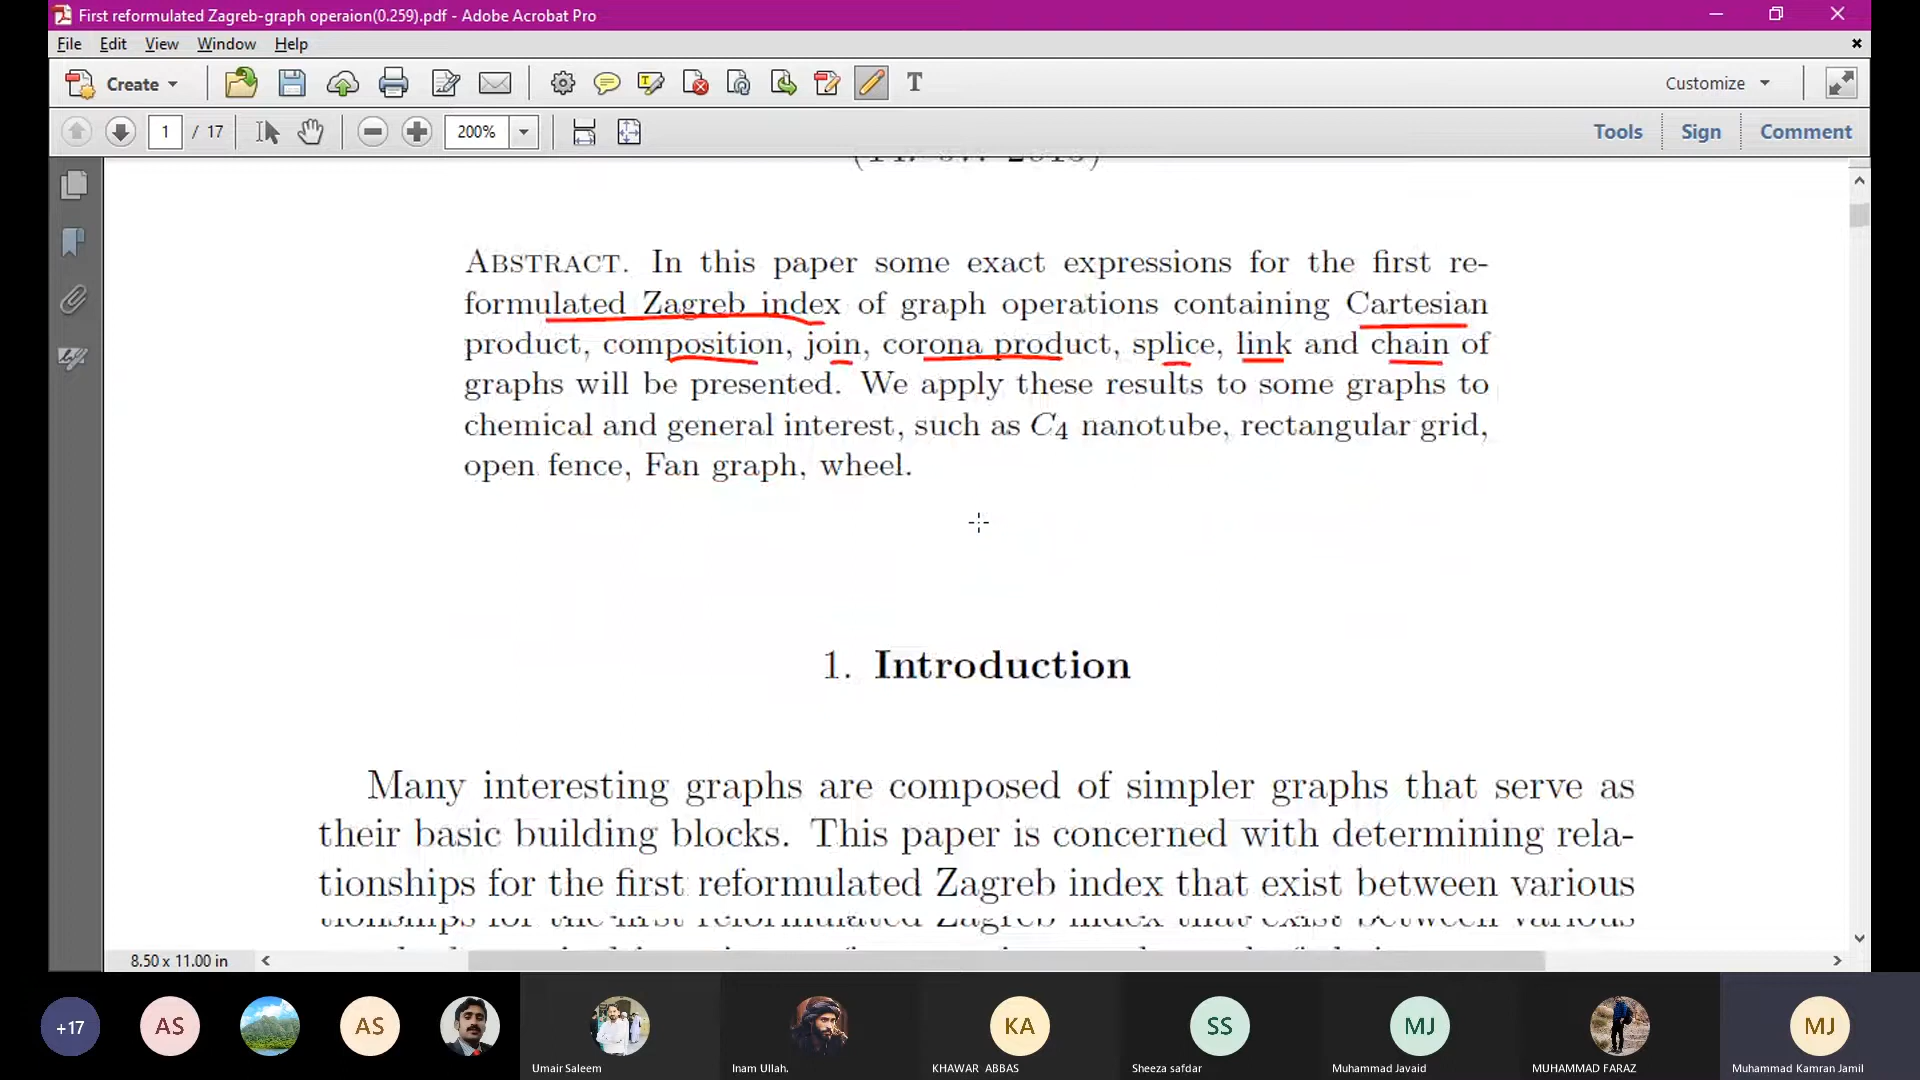 First reformulated Zagreb-graph operaion(0.259).pdf - Adobe Acrobat Pro
File Edit View Window Help
Create Customize
1 / 17 200% Tools Sign Comment
ABSTRACT. In this paper some exact expressions for the first re-
formulated Zagreb index of graph operations containing Cartesian
product, composition, join, corona product, splice, link and chain of
graphs will be presented. We apply these results to some graphs to
chemical and general interest, such as C4 nanotube, rectangular grid,
open fence, Fan graph, wheel.
1. Introduction
Many interesting graphs are composed of simpler graphs that serve as
their basic building blocks. This paper is concerned with determining rela-
tionships for the first reformulated Zagreb index that exist between various
8.50 x 11.00 in
+17 AS AS KA SS MJ MJ
Umair Saleem Inam Ullah. KHAWAR ABBAS Sheeza safdar Muhammad Javaid MUHAMMAD FARAZ Muhammad Kamran Jamil